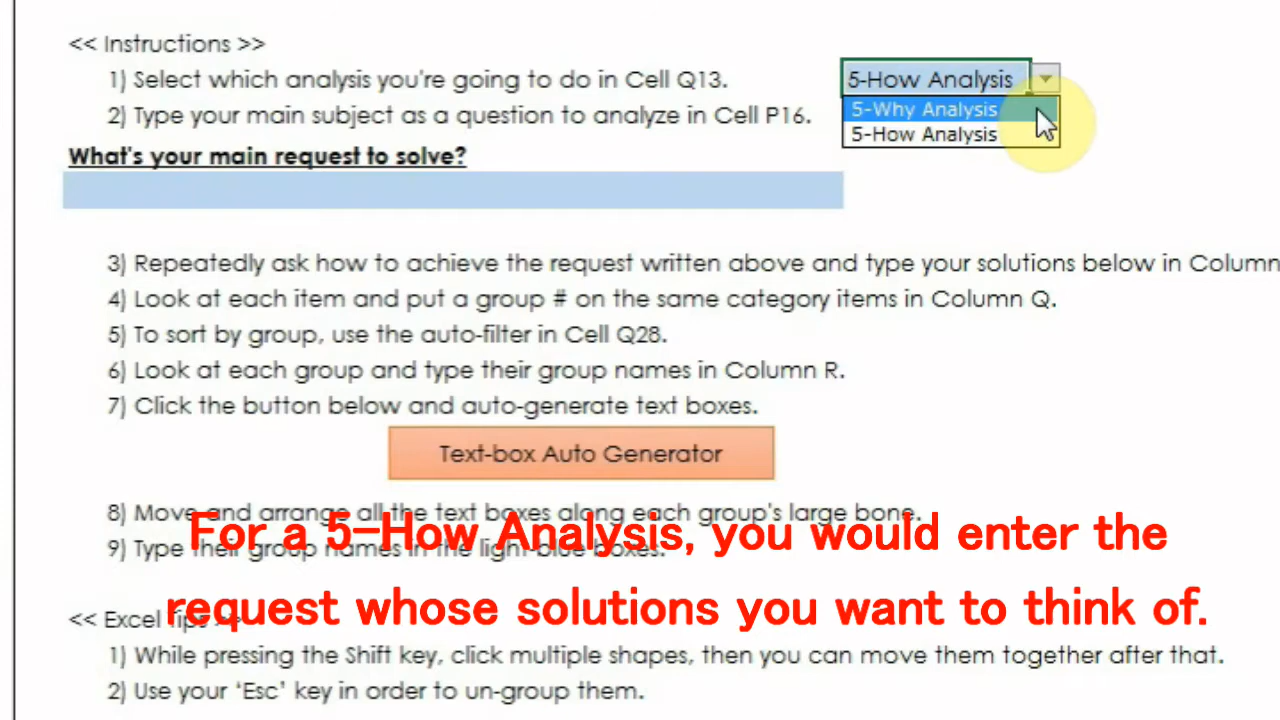 << Instructions >>
1) Select which analysis you're going to do in Cell Q13.
5-How Analysis
2) Type your main subject as a question to analyze in Cell P16.
5-Why Analysis
5-How Analysis
What's your main request to solve?
3) Repeatedly ask how to achieve the request written above and type your solutions below in Column
4) Look at each item and put a group # on the same category items in Column Q.
5) To sort by group, use the auto-filter in Cell Q28.
6) Look at each group and type their group names in Column R.
7) Click the button below and auto-generate text boxes.
Text-box Auto Generator
8) Move and arrange all the text boxes along each group's large bone.
For a 5-How Analysis, you would enter the
9) Type their group names in the light-blue boxes.
request whose solutions you want to think of.
<< Excel Tips >>
1) While pressing the Shift key, click multiple shapes, then you can move them together after that.
2) Use your ‘Esc’ key in order to un-group them.